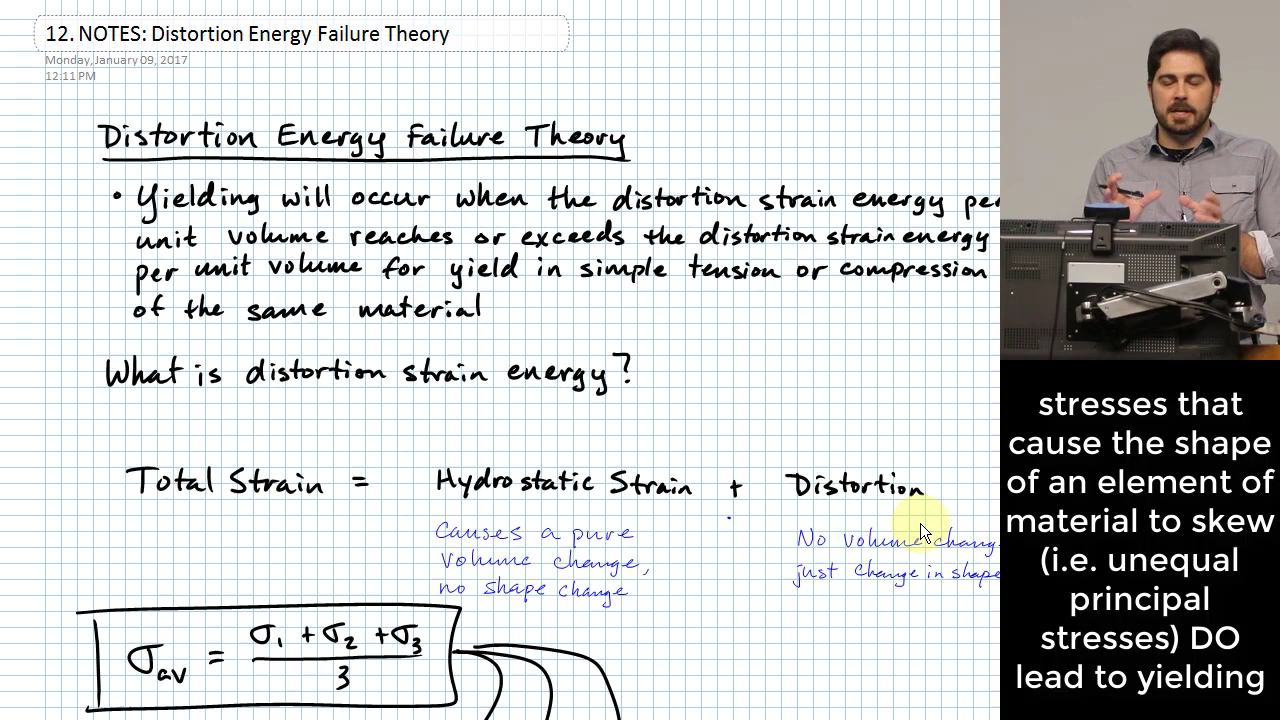 12. NOTES: Distortion Energy Failure Theory
Monday, January 09, 2017
12:11 PM
Distortion Energy Failure Theory
• Yielding will occur when the distortion strain energy per
unit volume reaches or exceeds the distortion strain energy
per unit volume for yield in simple tension or compression
of the same material
What is distortion strain energy?
Total Strain = Hydrostatic Strain + Distortion
Causes a pure
volume change,
no shape change
No volume chang
just change in shape
σav = σ1 + σ2 + σ3 / 3
stresses that
cause the shape
of an element of
material to skew
(i.e. unequal
principal
stresses) DO
lead to yielding